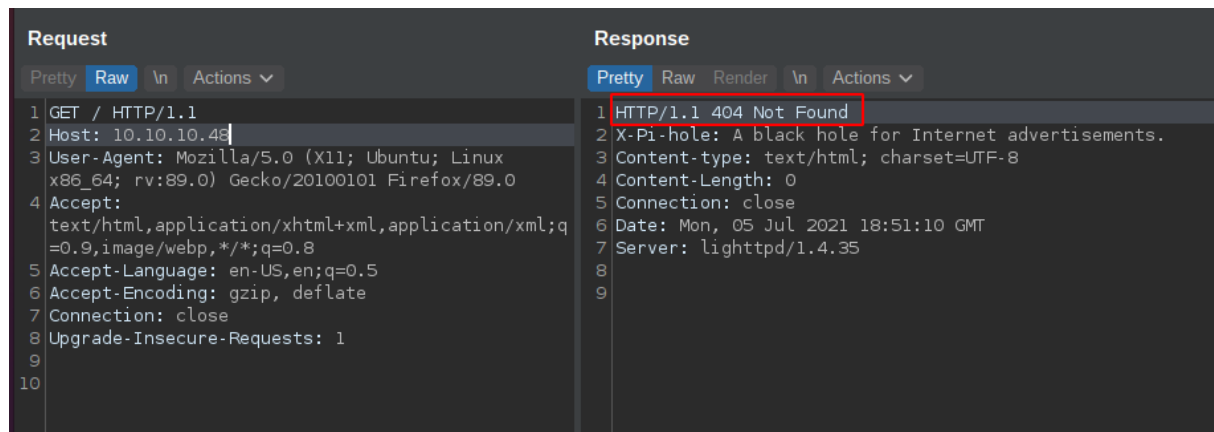 Request
Pretty Raw \n Actions
1 GET / HTTP/1.1
2 Host: 10.10.10.48
3 User-Agent: Mozilla/5.0 (X11; Ubuntu; Linux
x86_64; rv:89.0) Gecko/20100101 Firefox/89.0
4 Accept:
text/html,application/xhtml+xml,application/xml;q
=0.9,image/webp,*/*;q=0.8
5 Accept-Language: en-US,en;q=0.5
6 Accept-Encoding: gzip, deflate
7 Connection: close
8 Upgrade-Insecure-Requests: 1
9
10
Response
Pretty Raw Render \n Actions
1 HTTP/1.1 404 Not Found
2 X-Pi-hole: A black hole for Internet advertisements.
3 Content-type: text/html; charset=UTF-8
4 Content-Length: 0
5 Connection: close
6 Date: Mon, 05 Jul 2021 18:51:10 GMT
7 Server: lighttpd/1.4.35
8
9